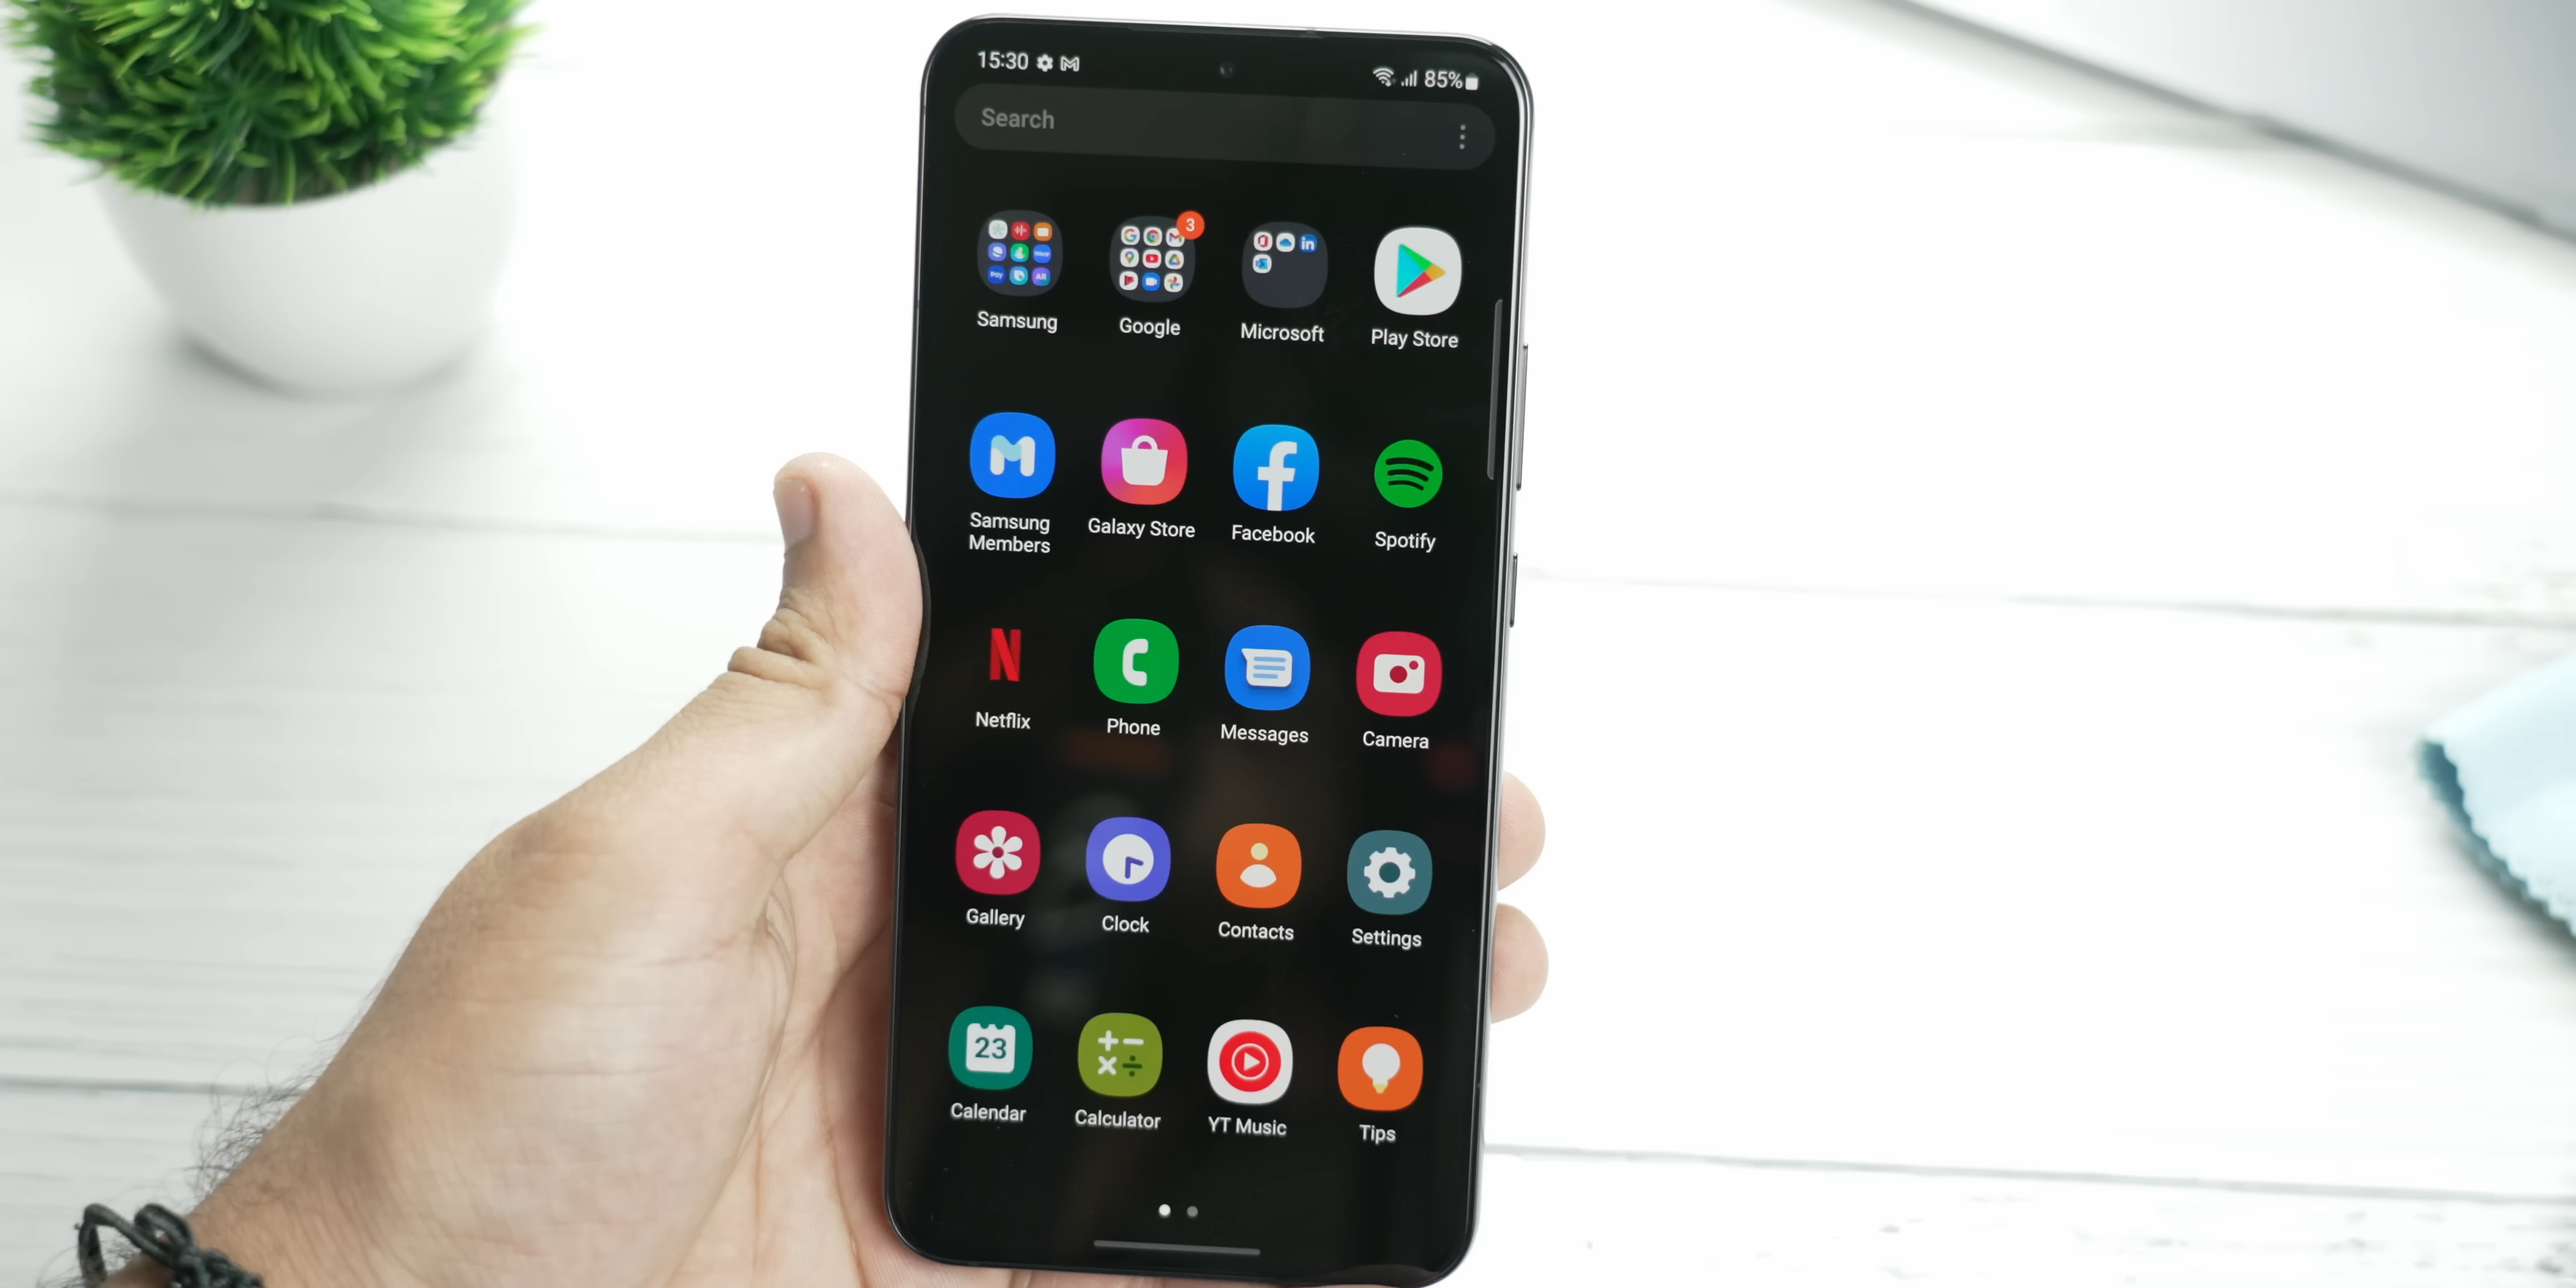 15:30
85%
Search
3
Samsung
Google
Microsoft
Play Store
Samsung
Members
Galaxy Store
Facebook
Spotify
N
Netflix
Phone
Messages
Camera
Gallery
Clock
Contacts
Settings
23
Calendar
Calculator
YT Music
Tips